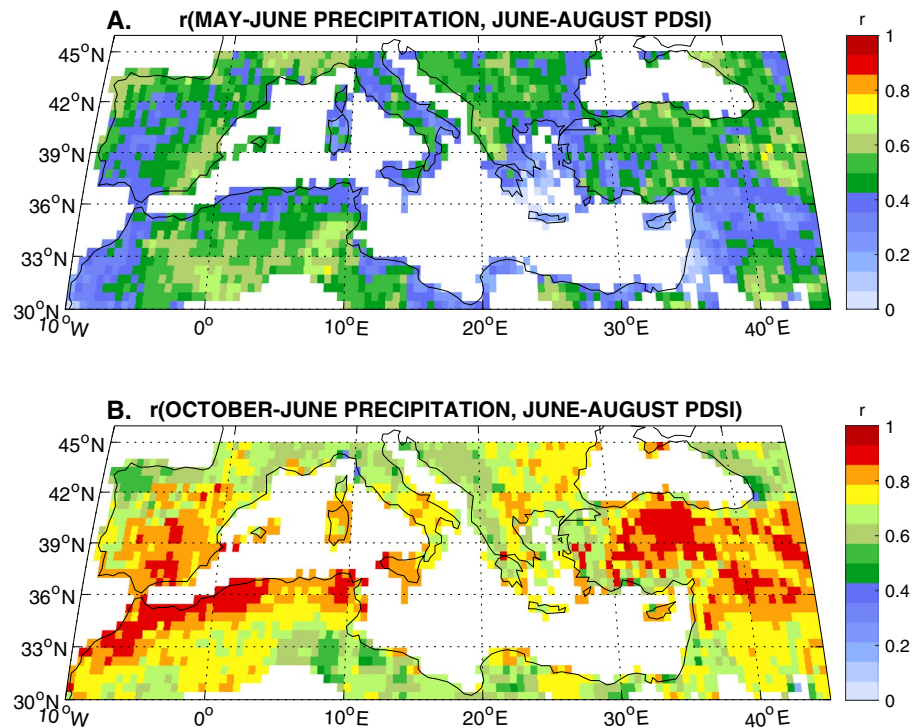 A. r(MAY-JUNE PRECIPITATION, JUNE-AUGUST PDSI) r
45°N
42°N
39°N
36°N
33°N
30°N
10°W 0° 10°E 20°E 30°E 40°E
1
0.8
0.6
0.4
0.2
0
B. r(OCTOBER-JUNE PRECIPITATION, JUNE-AUGUST PDSI) r
45°N
42°N
39°N
36°N
33°N
30°N
10°W 0° 10°E 20°E 30°E 40°E
1
0.8
0.6
0.4
0.2
0